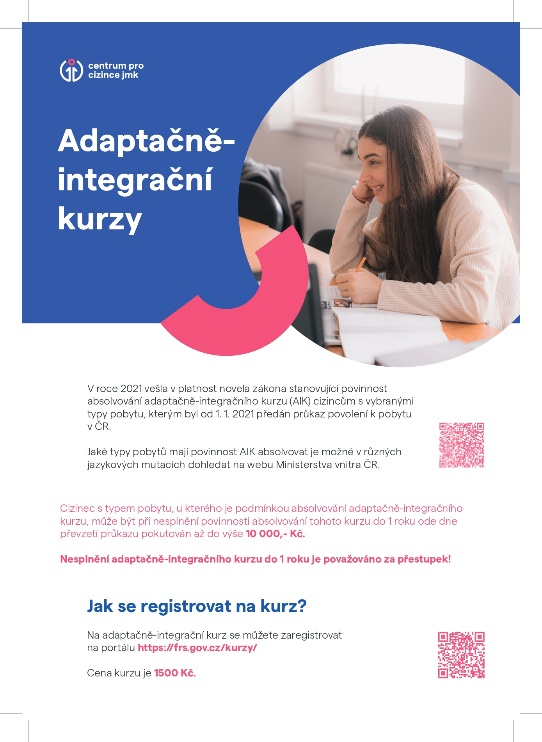 centrum pro
cizince jmk
Adaptačně-
integrační
kurzy
V roce 2021 vešla v platnost novela zákona stanovující povinnost
absolvování adaptačně-integračního kurzu (AIK) cizincům s vybranými
typy pobytu, kterým byl od 1. 1. 2021 předán průkaz povolení k pobytu
v ČR.
Jaké typy pobytů mají povinnost AIK absolvovat je možné v různých
jazykových mutacích dohledat na webu Ministerstva vnitra ČR.
Cizinec s typem pobytu, u kterého je podmínkou absolvování adaptačně-integračního
kurzu, může být při nesplnění povinnosti absolvování tohoto kurzu do 1 roku ode dne
převzetí průkazu pokutován až do výše 10 000,- Kč.
Nesplnění adaptačně-integračního kurzu do 1 roku je považováno za přestupek!
Jak se registrovat na kurz?
Na adaptačně-integrační kurz se můžete zaregistrovat
na portálu https://frs.gov.cz/kurzy/
Cena kurzu je 1500 Kč.